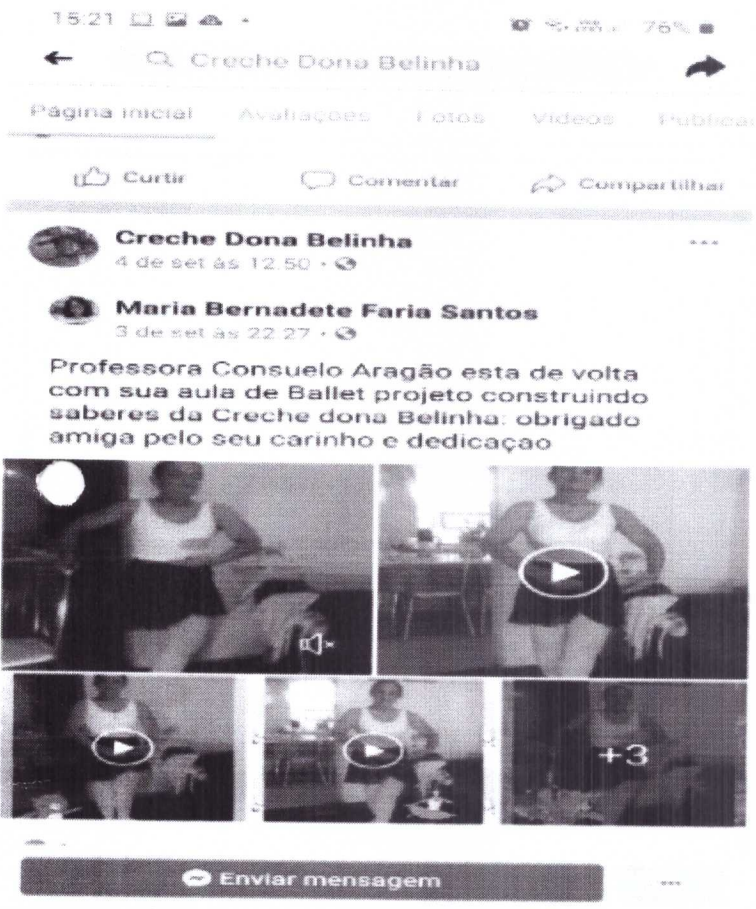 15:21
76%
Creche Dona Belinha
Página inicial Avaliações Fotos Vídeos Publica
Curtir Comentar Compartilhar
Creche Dona Belinha
4 de set às 12:50
Maria Bernadete Faria Santos
3 de set às 22:27
Professora Consuelo Aragão esta de volta
com sua aula de Ballet projeto construindo
saberes da Creche dona Belinha: obrigado
amiga pelo seu carinho e dedicaçao
+3
Enviar mensagem